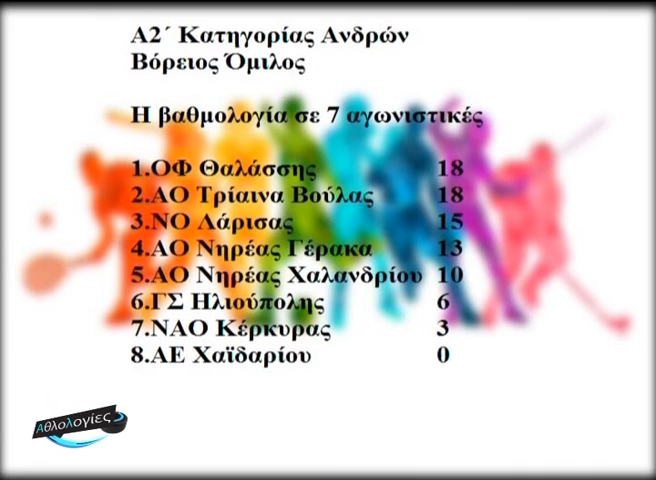 Α2΄ Κατηγορίας Ανδρών
Βόρειος Όμιλος
Η βαθμολογία σε 7 αγωνιστικές
1.ΟΦ Θαλάσσης 18
2.ΑΟ Τρίαινα Βούλας 18
3.ΝΟ Λάρισας 15
4.ΑΟ Νηρέας Γέρακα 13
5.ΑΟ Νηρέας Χαλανδρίου 10
6.ΓΣ Ηλιούπολης 6
7.ΝΑΟ Κέρκυρας 3
8.ΑΕ Χαϊδαρίου 0
Αθλολογίες